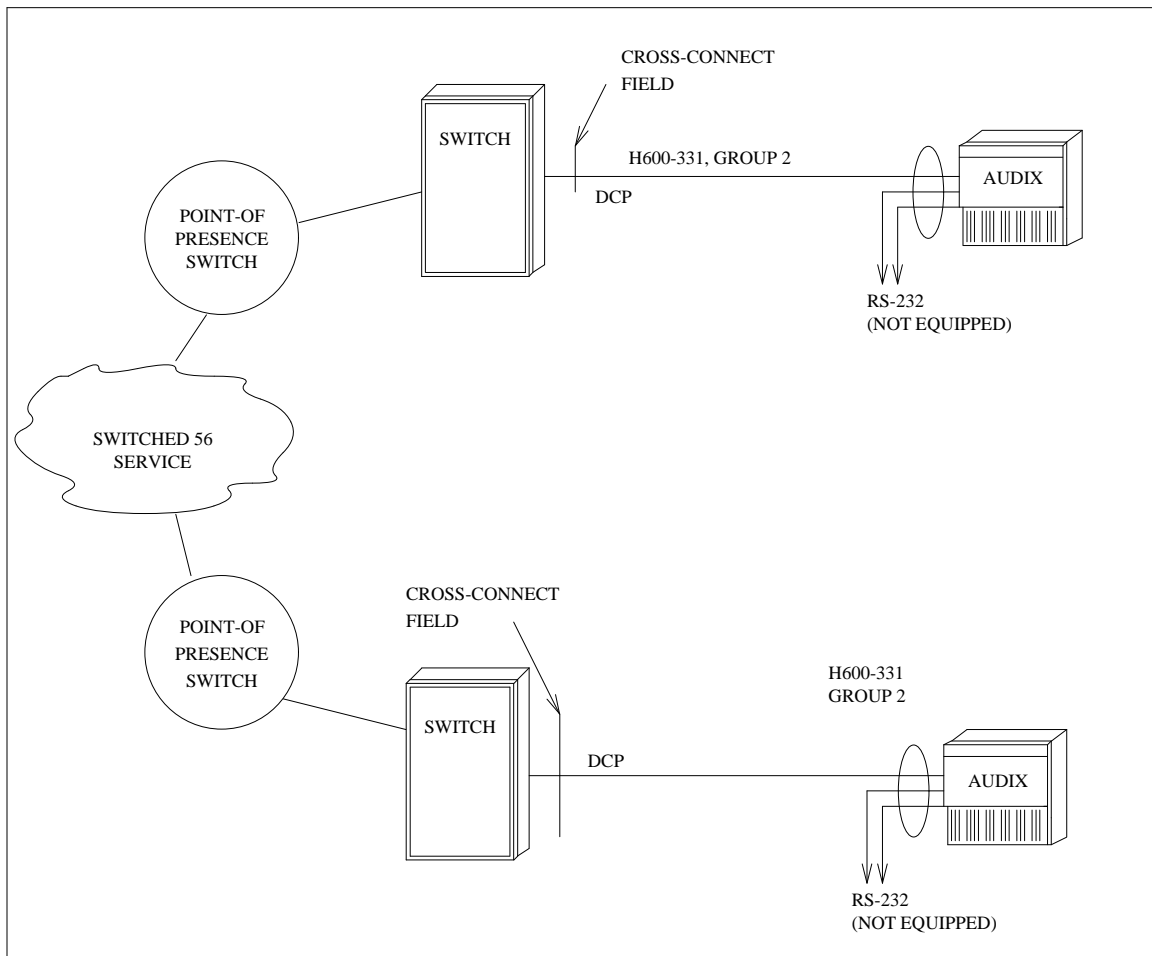 CROSS-CONNECT
FIELD
SWITCH
H600-331, GROUP 2
DCP
AUDIX
POINT-OF
PRESENCE
SWITCH
RS-232
(NOT EQUIPPED)
SWITCHED 56
SERVICE
CROSS-CONNECT
FIELD
POINT-OF
PRESENCE
SWITCH
SWITCH
H600-331
GROUP 2
DCP
AUDIX
RS-232
(NOT EQUIPPED)